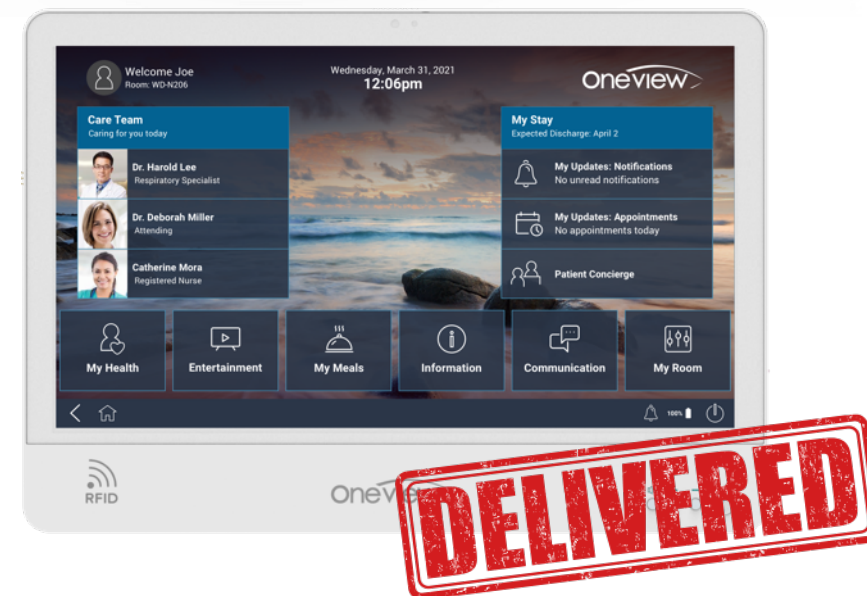 Welcome Joe
Room: WD-N206
Wednesday, March 31, 2021
12:06pm
Oneview
Care Team
Caring for you today
Dr. Harold Lee
Respiratory Specialist
Dr. Deborah Miller
Attending
Catherine Mora
Registered Nurse
My Stay
Expected Discharge: April 2
My Updates: Notifications
No unread notifications
My Updates: Appointments
No appointments today
Patient Concierge
My Health
Entertainment
My Meals
Information
Communication
My Room
100%
RFID
Onevie
DELIVERED